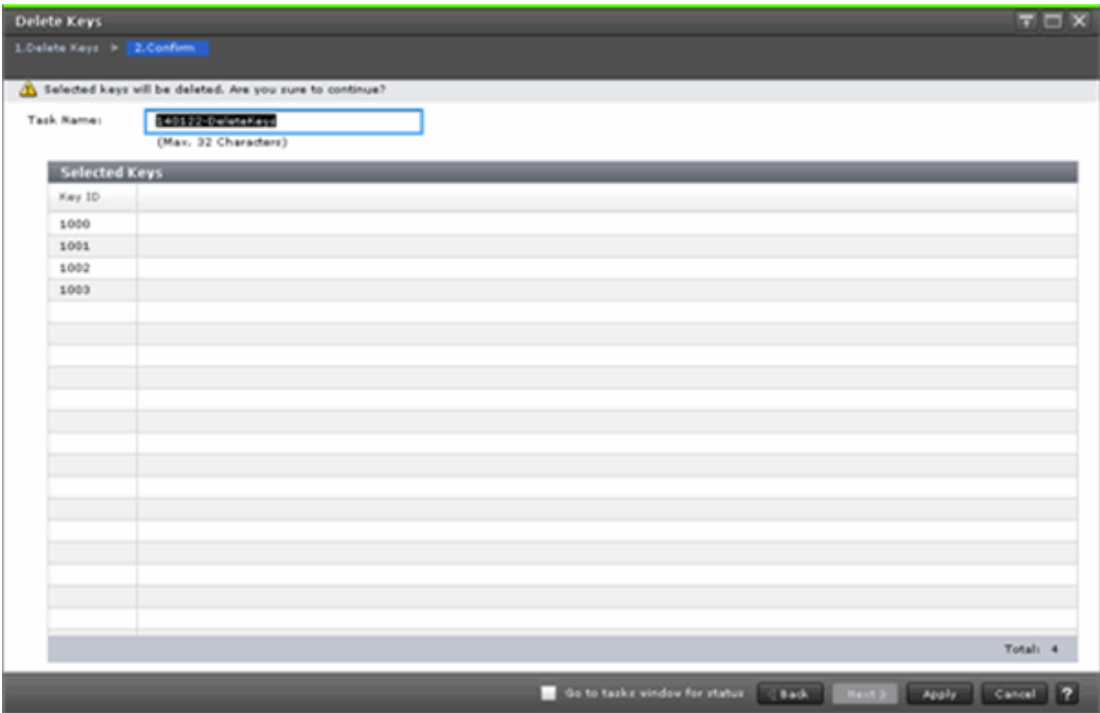 Delete Keys
1.Delete Keys > 2.Confirm
Selected keys will be deleted. Are you sure to continue?
Task Name: 140122-DeleteKeys
(Max. 32 Characters)
Selected Keys
Key ID
1000
1001
1002
1003
Total: 4
Go to tasks window for status Back Next Apply Cancel ?